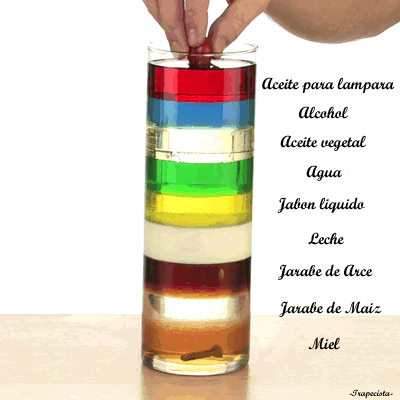 Aceite para lampara
Alcohol
Aceite vegetal
Agua
Jabon liquido
Leche
Jarabe de Arce
Jarabe de Maiz
Miel
-Trapecista-